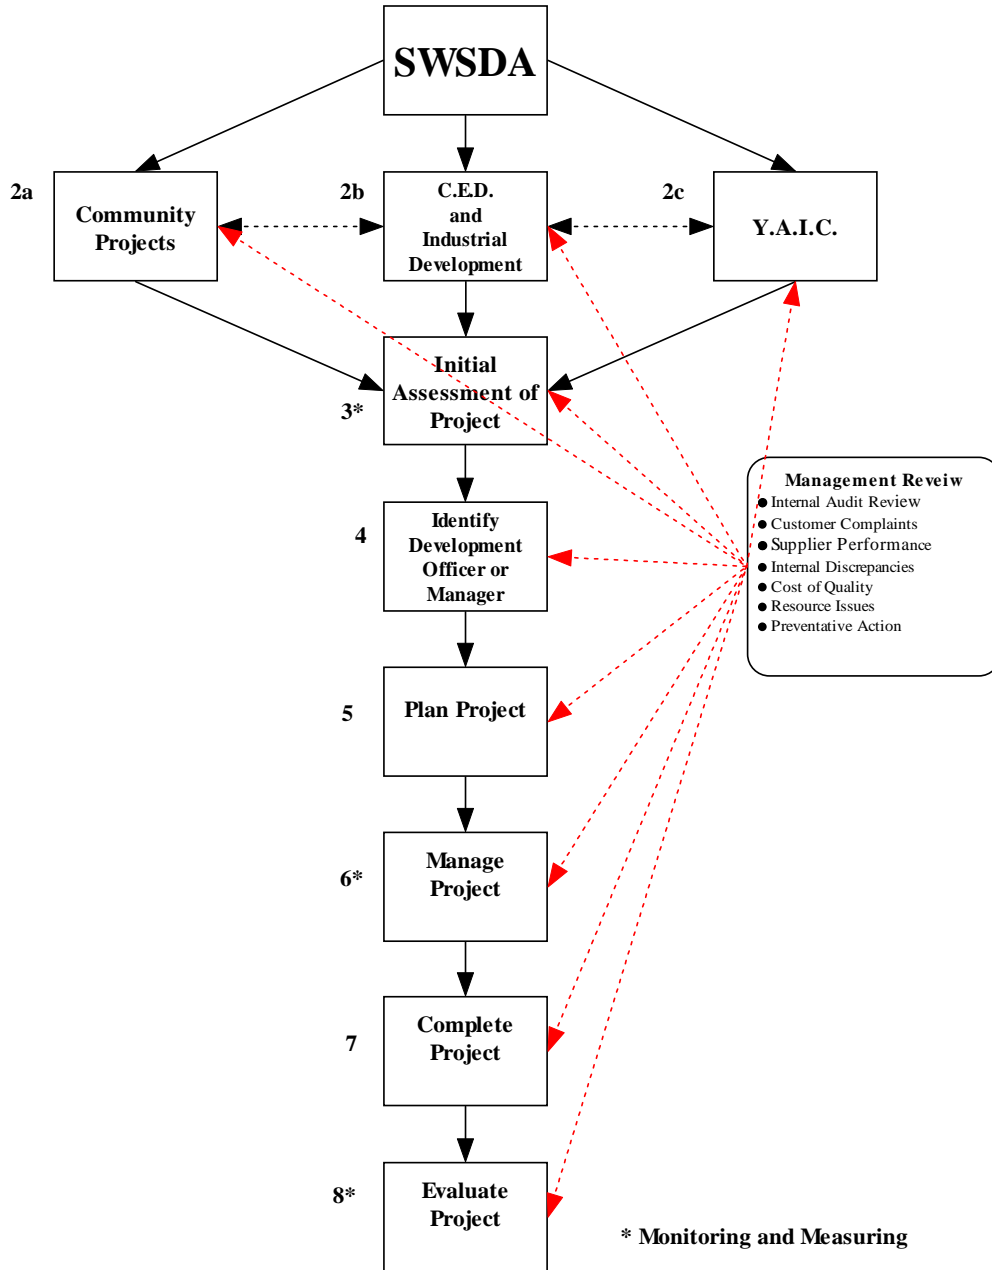 SWSDA
2a
Community
Projects
2b
C.E.D.
and
Industrial
Development
2c
Y.A.I.C.
3*
Initial
Assessment of
Project
4
Identify
Development
Officer or
Manager
Management Reveiw
● Internal Audit Review
● Customer Complaints
● Supplier Performance
● Internal Discrepancies
● Cost of Quality
● Resource Issues
● Preventative Action
5
Plan Project
6*
Manage
Project
7
Complete
Project
8*
Evaluate
Project
* Monitoring and Measuring